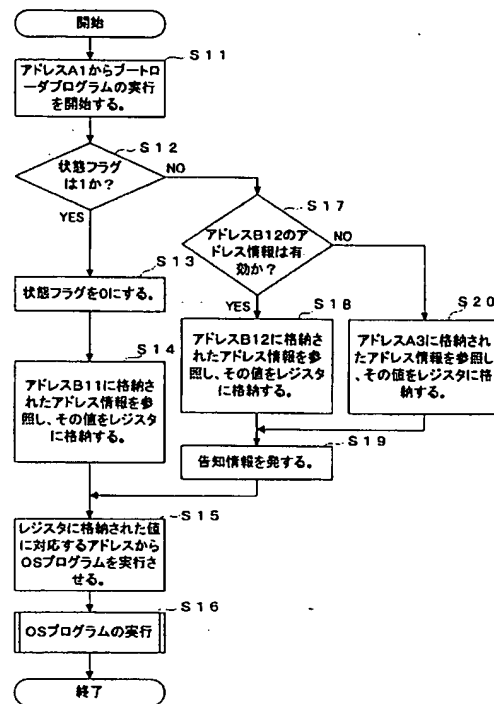 開始
S11
アドレスA1からブートロ
ーダプログラムの実行
を開始する。
S12
状態フラグ
は1か？
NO
YES
S17
アドレスB12のアド
レス情報は有
効か？
NO
YES
S13
状態フラグを0にする。
S14
アドレスB11に格納され
たアドレス情報を参
照し、その値をレジスタ
に格納する。
S18
アドレスB12に格納
されたアドレス情報を参
照し、その値をレジスタ
に格納する。
S20
アドレスA3に格納され
たアドレス情報を参照し
、その値をレジスタに格
納する。
S19
告知情報を発する。
S15
レジスタに格納された値
に対応するアドレスから
OSプログラムを実行さ
せる。
S16
OSプログラムの実行
終了